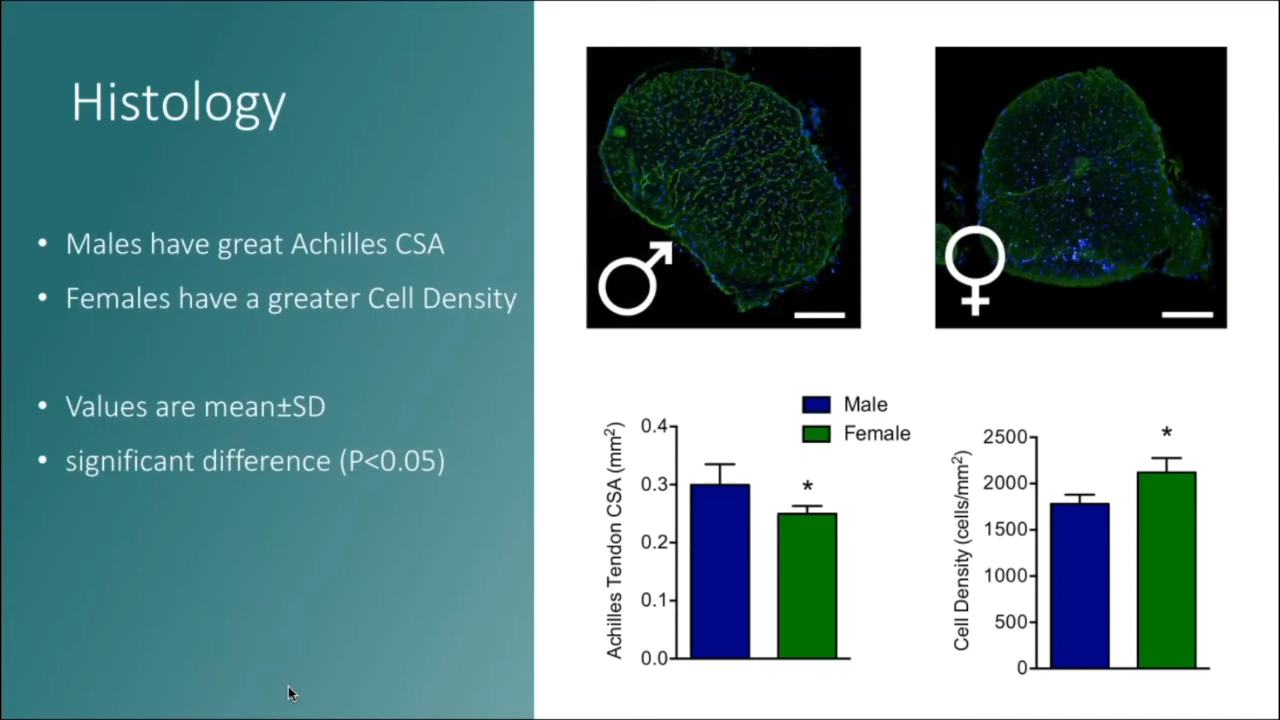 Histology
• Males have great Achilles CSA
• Females have a greater Cell Density
• Values are mean±SD
• significant difference (P<0.05)
♂
♀
Male
Female
Achilles Tendon CSA (mm²)
0.4
0.3
0.2
0.1
0.0
*
Cell Density (cells/mm²)
2500
2000
1500
1000
500
0
*